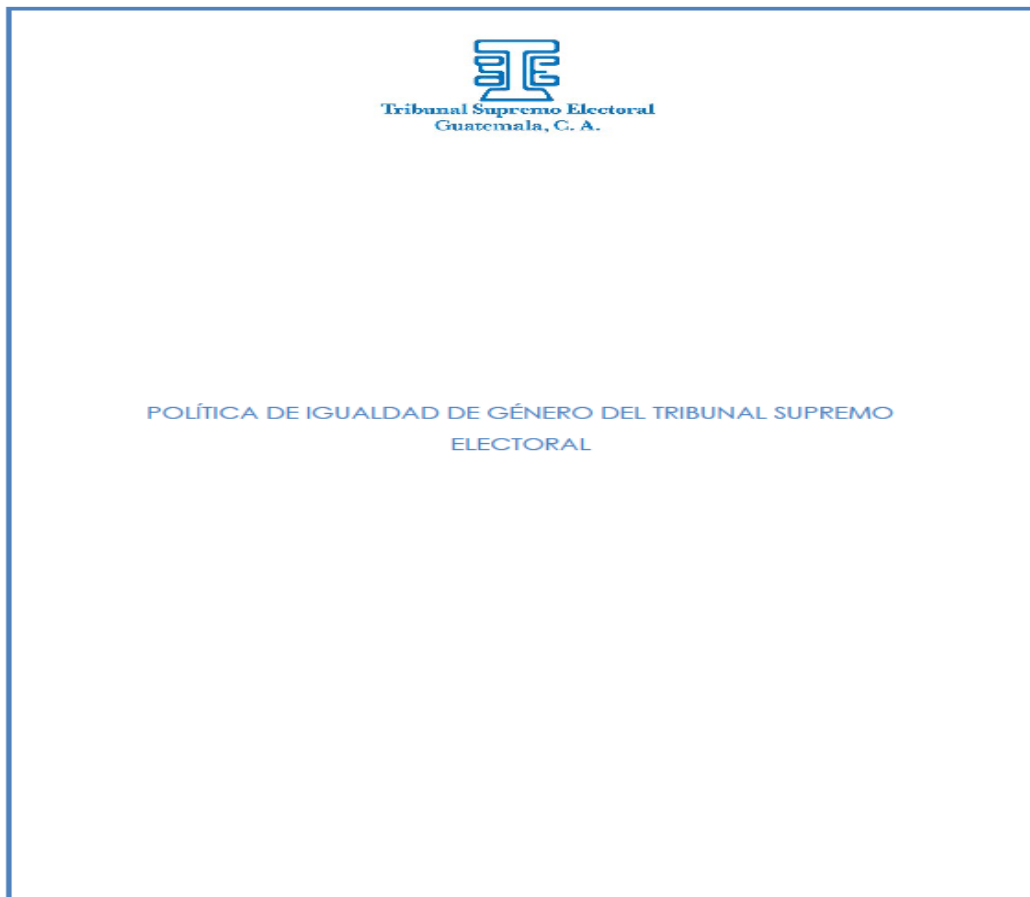 Tribunal Supremo Electoral
Guatemala, C. A.
POLÍTICA DE IGUALDAD DE GÉNERO DEL TRIBUNAL SUPREMO
ELECTORAL